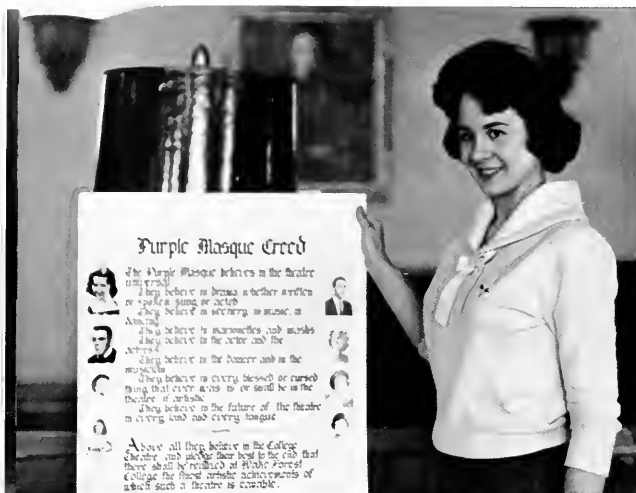 Purple Masque Creed
The Purple Masque believes in the theatre
universal
They believe in drama whether written
or spoken sung or acted
They believe in scenery in music, in
dancing
They believe in marionettes and masks
They believe in the actor and the
actress
They believe in the dancer and in the
musician
They believe in every blessed or cursed
thing that ever was is or shall be in the
theatre if artistic
They believe in the future of the theatre
in every land and every tongue
Above all they believe in the College
Theatre, and pledge their best to the end that
there shall be realized at Wake Forest
College the finest artistic achievements of
which such a theatre is capable.